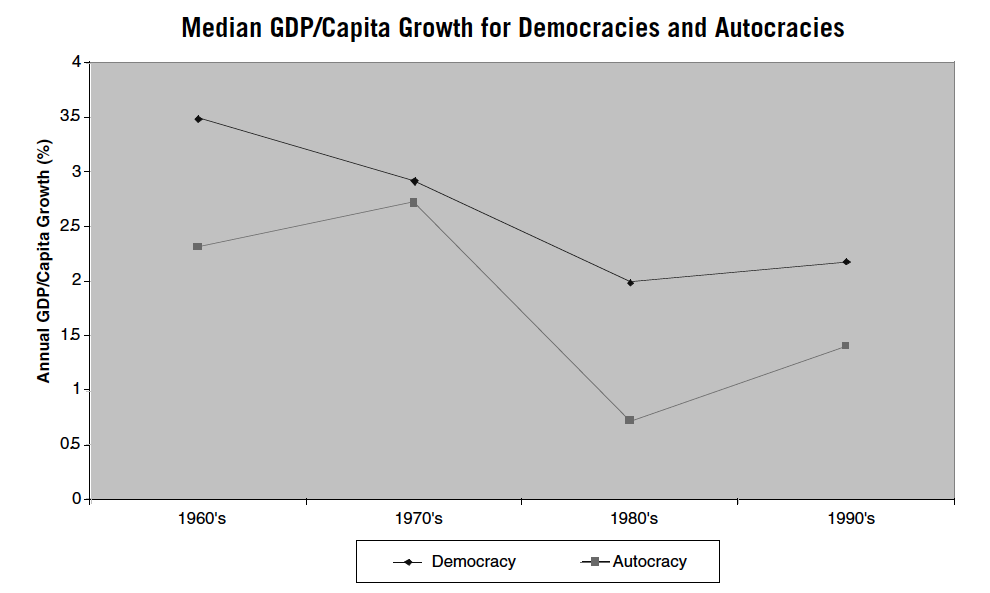 Median GDP/Capita Growth for Democracies and Autocracies
Annual GDP/Capita Growth (%)
4
3.5
3
2.5
2
1.5
1
0.5
0
1960's
1970's
1980's
1990's
Democracy
Autocracy